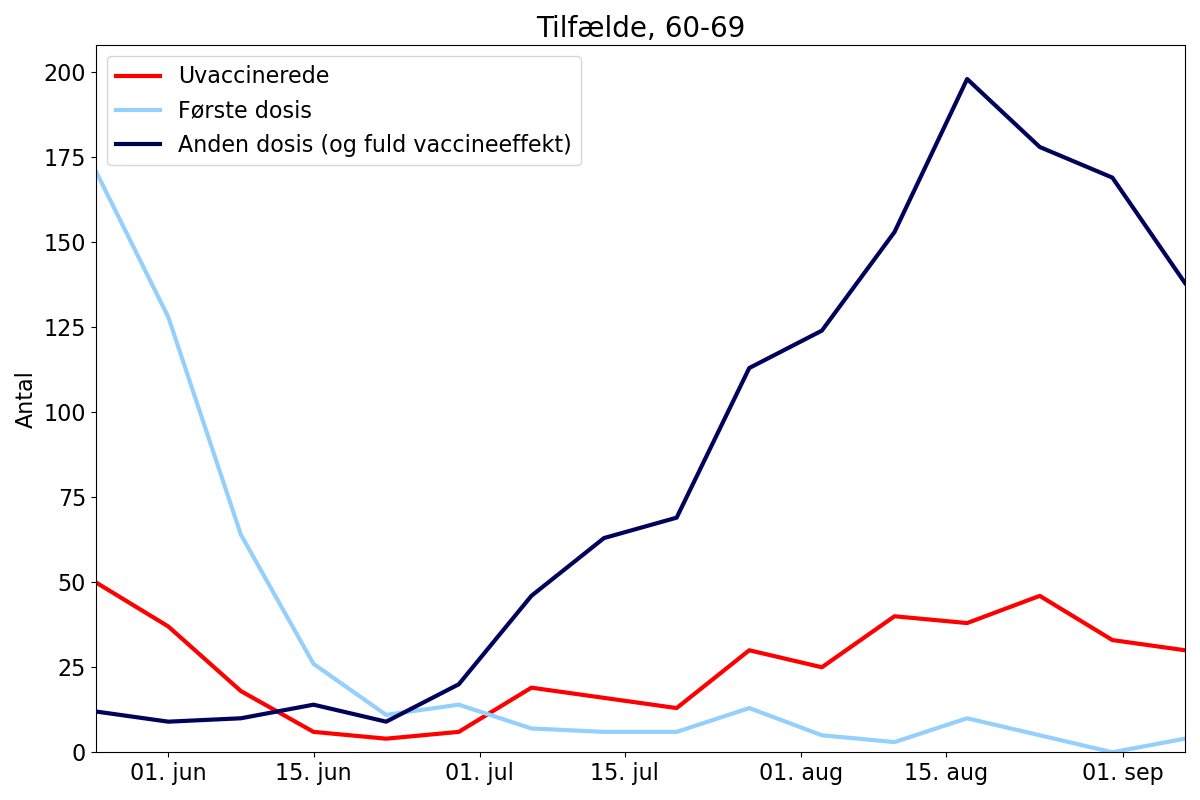 Tilfælde, 60-69
Uvaccinerede
Første dosis
Anden dosis (og fuld vaccineeffekt)
Antal
200
175
150
125
100
75
50
25
0
01. jun
15. jun
01. jul
15. jul
01. aug
15. aug
01. sep